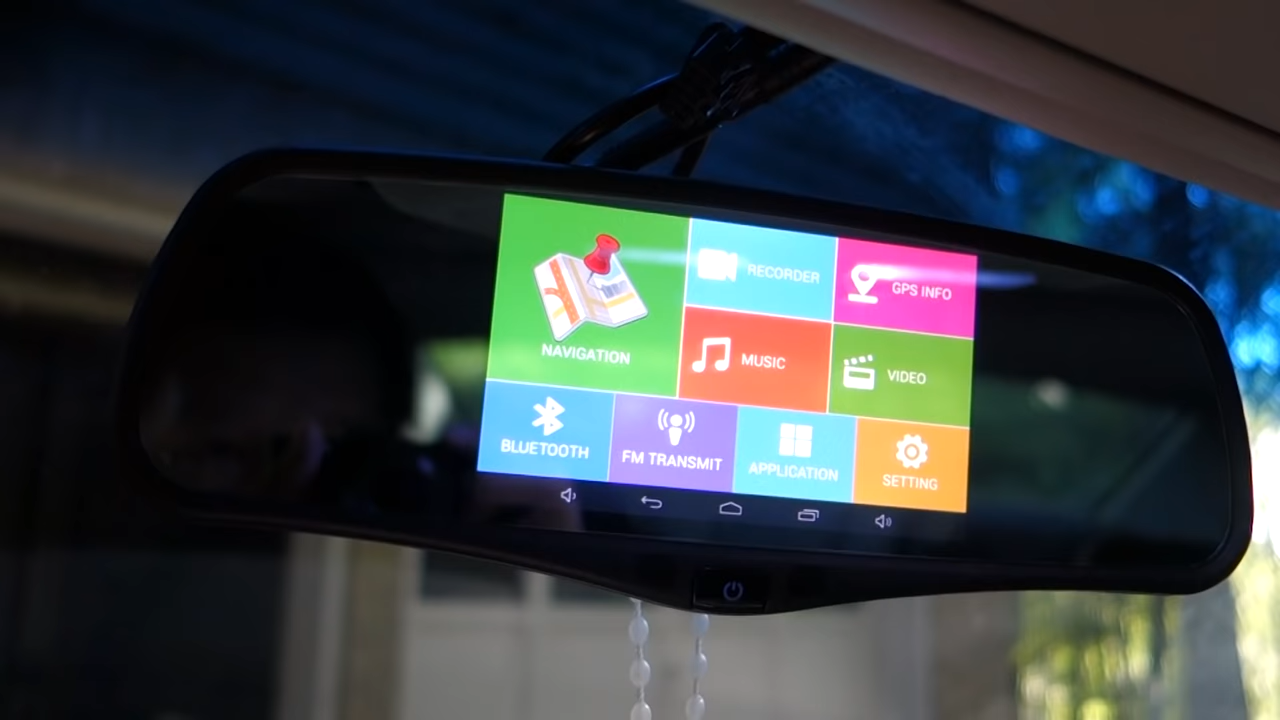 NAVIGATION
RECORDER
GPS INFO
MUSIC
VIDEO
BLUETOOTH
FM TRANSMIT
APPLICATION
SETTING